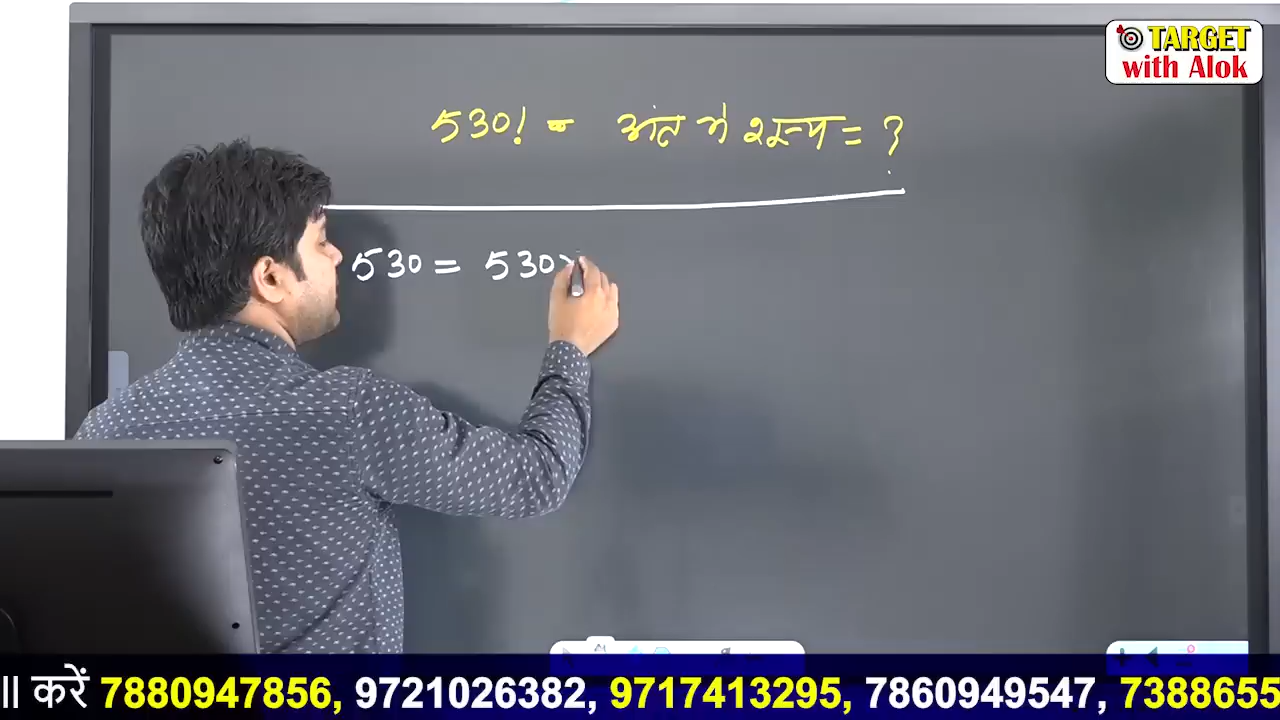 TARGET
with Alok
530! = अंत में शून्य = ?
530 = 530×
॥ करें 7880947856, 9721026382, 9717413295, 7860949547, 7388655